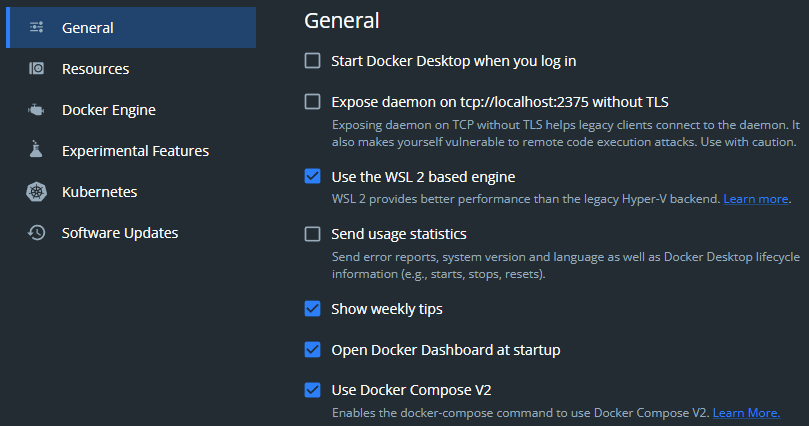 General
Resources
Docker Engine
Experimental Features
Kubernetes
Software Updates
General
Start Docker Desktop when you log in
Expose daemon on tcp://localhost:2375 without TLS
Exposing daemon on TCP without TLS helps legacy clients connect to the daemon. It
also makes yourself vulnerable to remote code execution attacks. Use with caution.
Use the WSL 2 based engine
WSL 2 provides better performance than the legacy Hyper-V backend. Learn more.
Send usage statistics
Send error reports, system version and language as well as Docker Desktop lifecycle
information (e.g., starts, stops, resets).
Show weekly tips
Open Docker Dashboard at startup
Use Docker Compose V2
Enables the docker-compose command to use Docker Compose V2. Learn More.